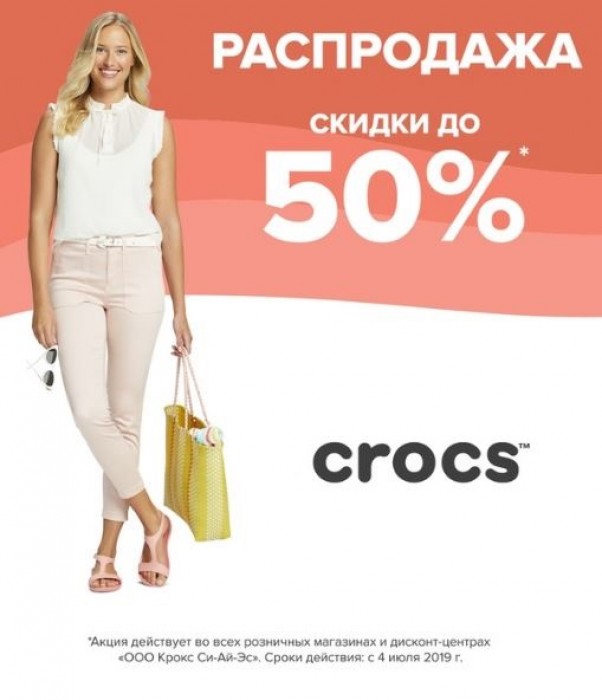 РАСПРОДАЖА
СКИДКИ ДО
50%*
crocs™
*Акция действует во всех розничных магазинах и дисконт-центрах
«ООО Крокс Си-Ай-Эс». Сроки действия: с 4 июля 2019 г.